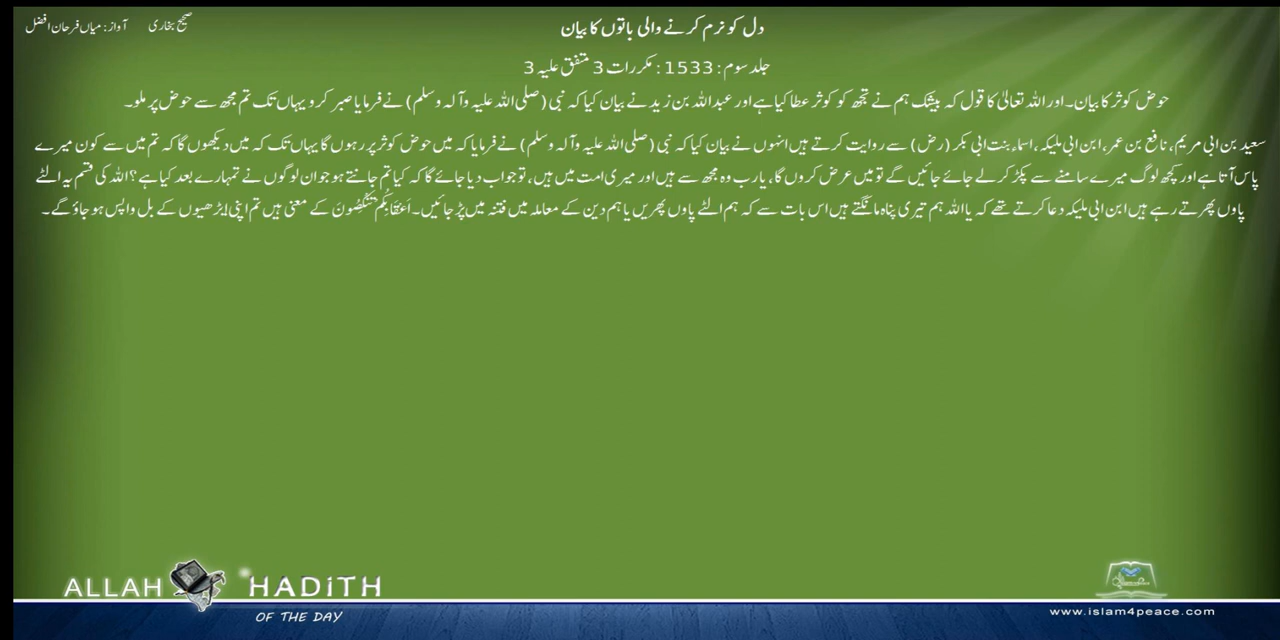 صحیح بخاری
آواز: میاں فرحان افضل
دل کو نرم کرنے والی باتوں کا بیان
جلد سوم : 1533 : مکررات 3 متفق علیہ 3
حوض کوثر کا بیان۔ اور اللہ تعالیٰ کا قول کہ بیشک ہم نے تجھ کو کوثر عطا کیا ہے اور عبداللہ بن زید نے بیان کیا کہ نبی (صلی اللہ علیہ وآلہ وسلم) نے فرمایا صبر کرو یہاں تک تم مجھ سے حوض پر ملو۔
سعید بن ابی مریم، نافع بن عمر، ابن ابی ملیکہ، اسماء بنت ابی بکر (رض) سے روایت کرتے ہیں انہوں نے بیان کیا کہ نبی (صلی اللہ علیہ وآلہ وسلم) نے فرمایا کہ میں حوض کوثر پر رہوں گا یہاں تک کہ میں دیکھوں گا کہ تم میں سے کون میرے
پاس آتا ہے اور کچھ لوگ میرے سامنے سے پکڑ کر لے جائے جائیں گے تو میں عرض کروں گا، یا رب وہ مجھ سے ہیں اور میری امت میں ہیں، تو جواب دیا جائے گا کہ کیا تم جانتے ہو جو ان لوگوں نے تمہارے بعد کیا ہے؟ اللہ کی قسم یہ الٹے
پاوں پھرتے رہے ہیں ابن ابی ملیکہ دعا کرتے تھے کہ یا اللہ ہم تیری پناہ مانگتے ہیں اس بات سے کہ ہم الٹے پاوں پھریں یا ہم دین کے معاملہ میں فتنہ میں پڑ جائیں۔ اَعقَابِکُم تَنکِصُونَ کے معنی ہیں تم اپنی ایڑھیوں کے بل واپس ہو جاؤ گے۔
ALLAH HADITH
OF THE DAY
www.islam4peace.com